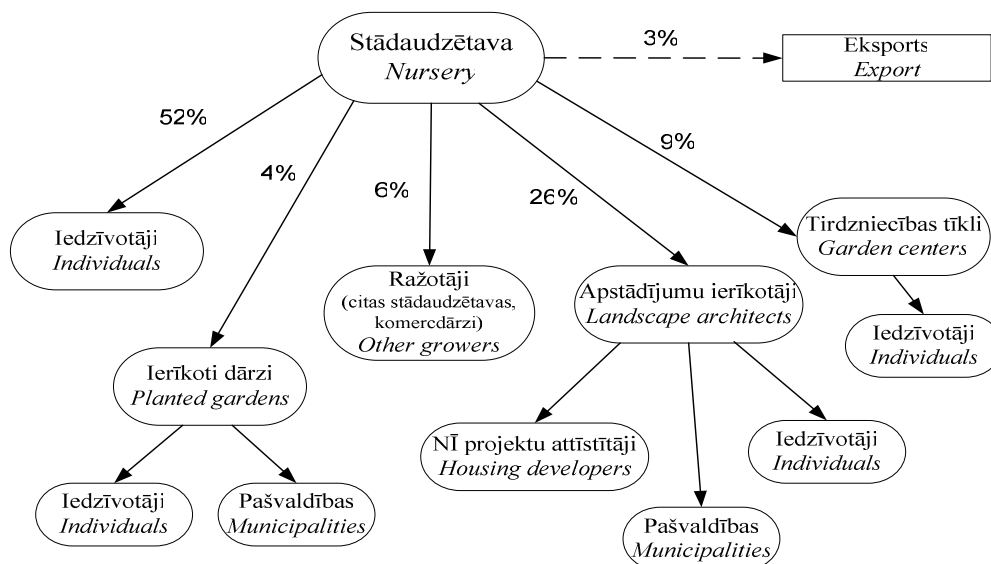 Stādaudzētava
Nursery
3%
Eksports
Export
52%
4%
6%
26%
9%
Iedzīvotāji
Individuals
Ražotāji
(citas stādaudzētavas,
komercdārzi)
Other growers
Apstādījumu ierīkotāji
Landscape architects
Tirdzniecības tīkli
Garden centers
Iedzīvotāji
Individuals
Ierīkoti dārzi
Planted gardens
NĪ projektu attīstītāji
Housing developers
Iedzīvotāji
Individuals
Iedzīvotāji
Individuals
Pašvaldības
Municipalities
Pašvaldības
Municipalities